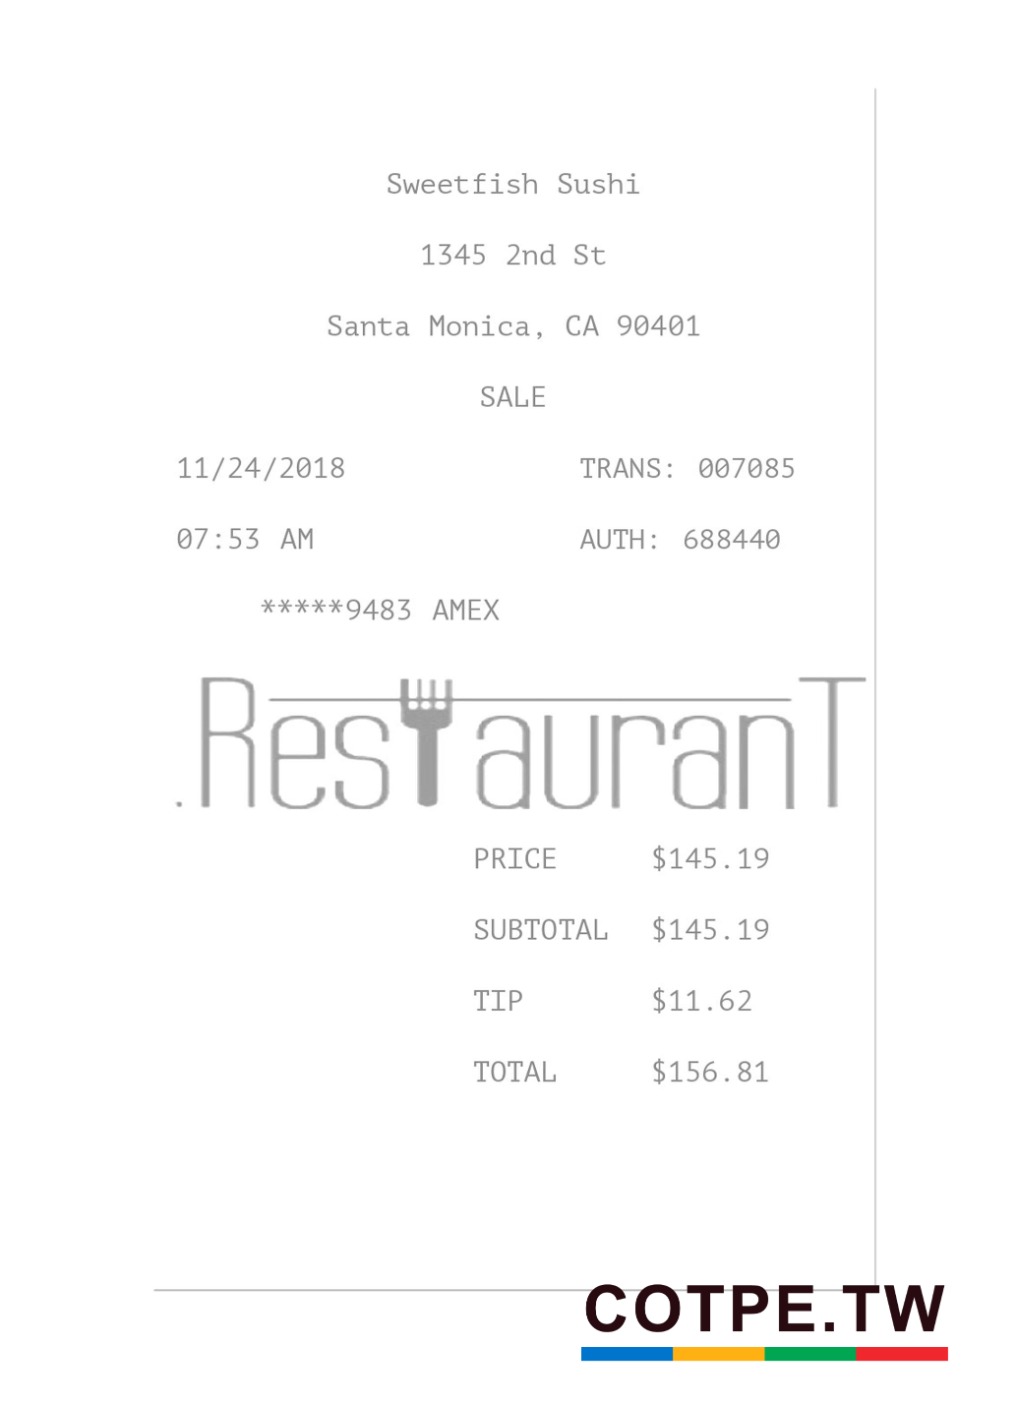 Sweetfish Sushi
1345 2nd St
Santa Monica, CA 90401
SALE
11/24/2018 TRANS: 007085
07:53 AM AUTH: 688440
*****9483 AMEX
.RestauranT
PRICE $145.19
SUBTOTAL $145.19
TIP $11.62
TOTAL $156.81
COTPE.TW